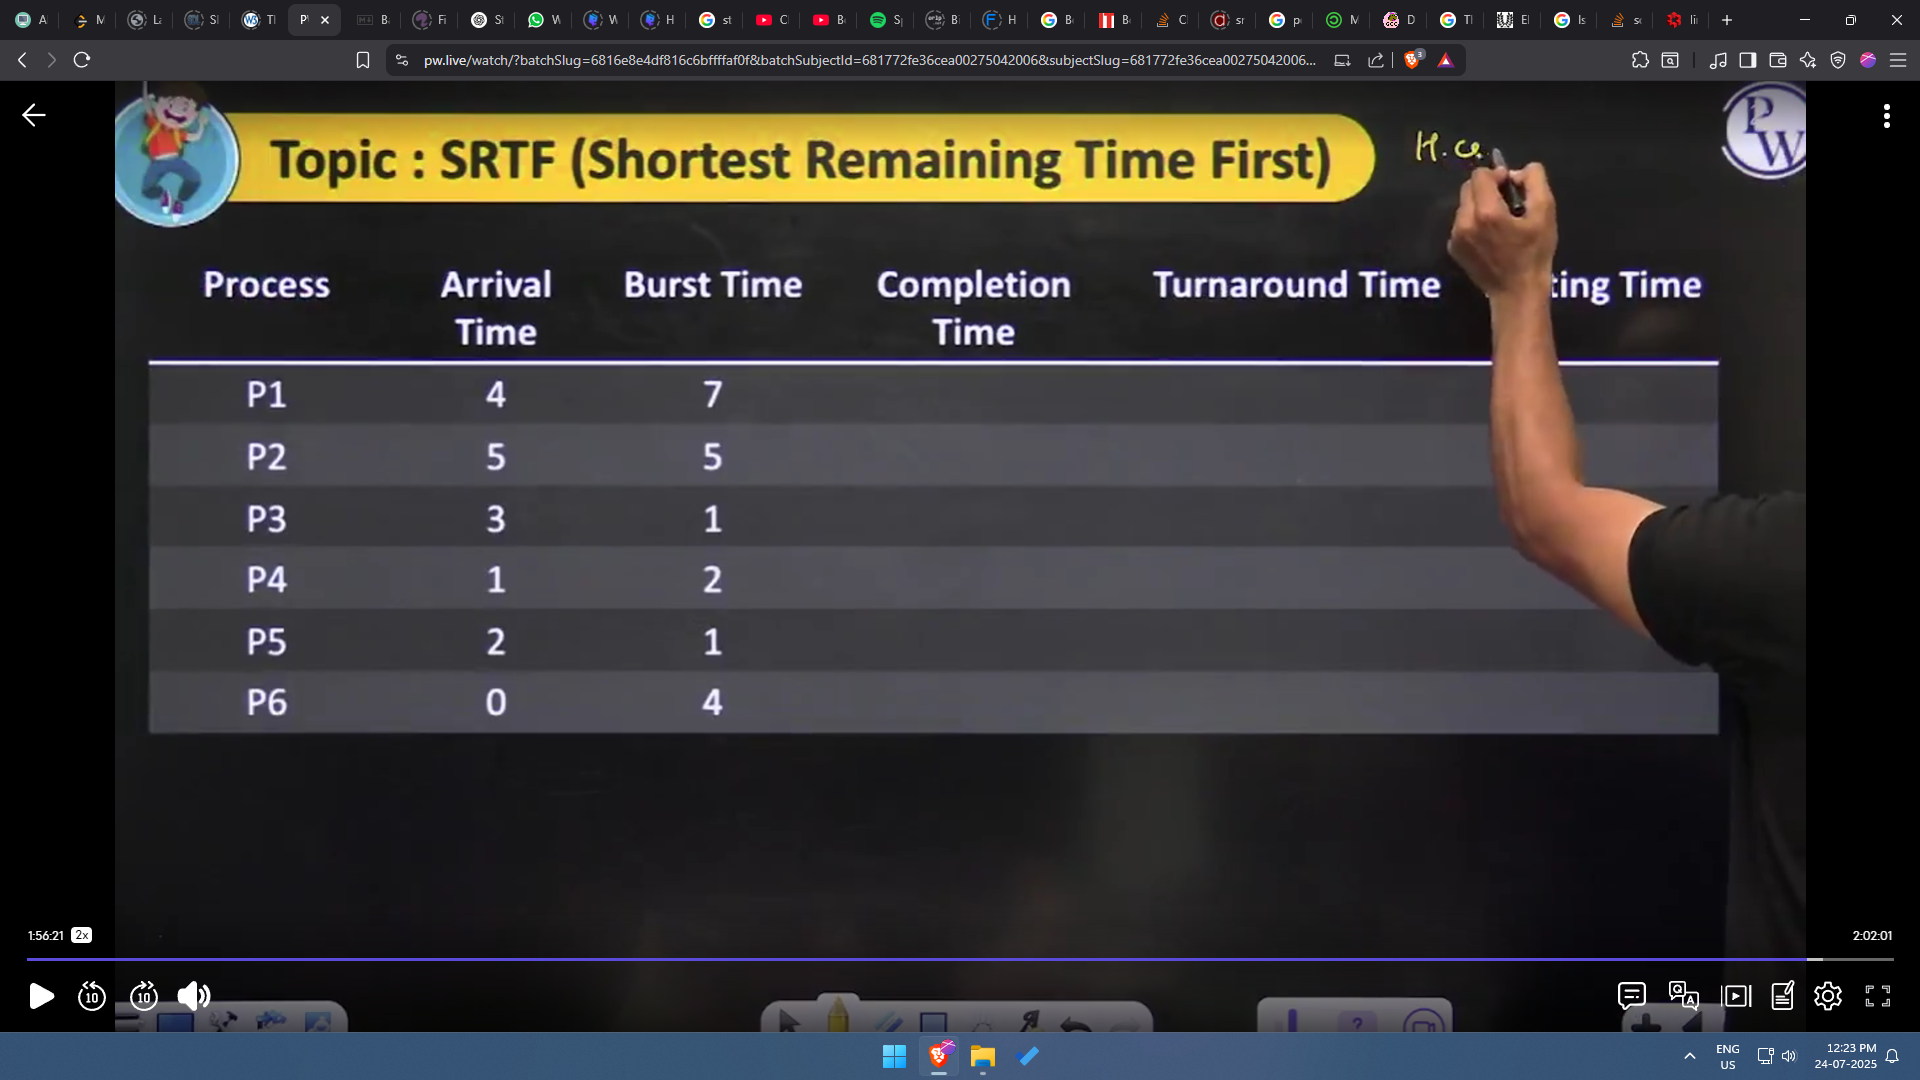 pw.live/watch/?batchSlug=6816e8e4df816c6bffffaf0f&batchSubjectId=681772fe36cea00275042006&subjectSlug=681772fe36cea00275042006...
3
Topic : SRTF (Shortest Remaining Time First)
H.
PW
Process Arrival Time Burst Time Completion Time Turnaround Time ting Time
P1 4 7
P2 5 5
P3 3 1
P4 1 2
P5 2 1
P6 0 4
1:56:21 2x 2:02:01
10 10
Q A
ENG
US
12:23 PM
24-07-2025